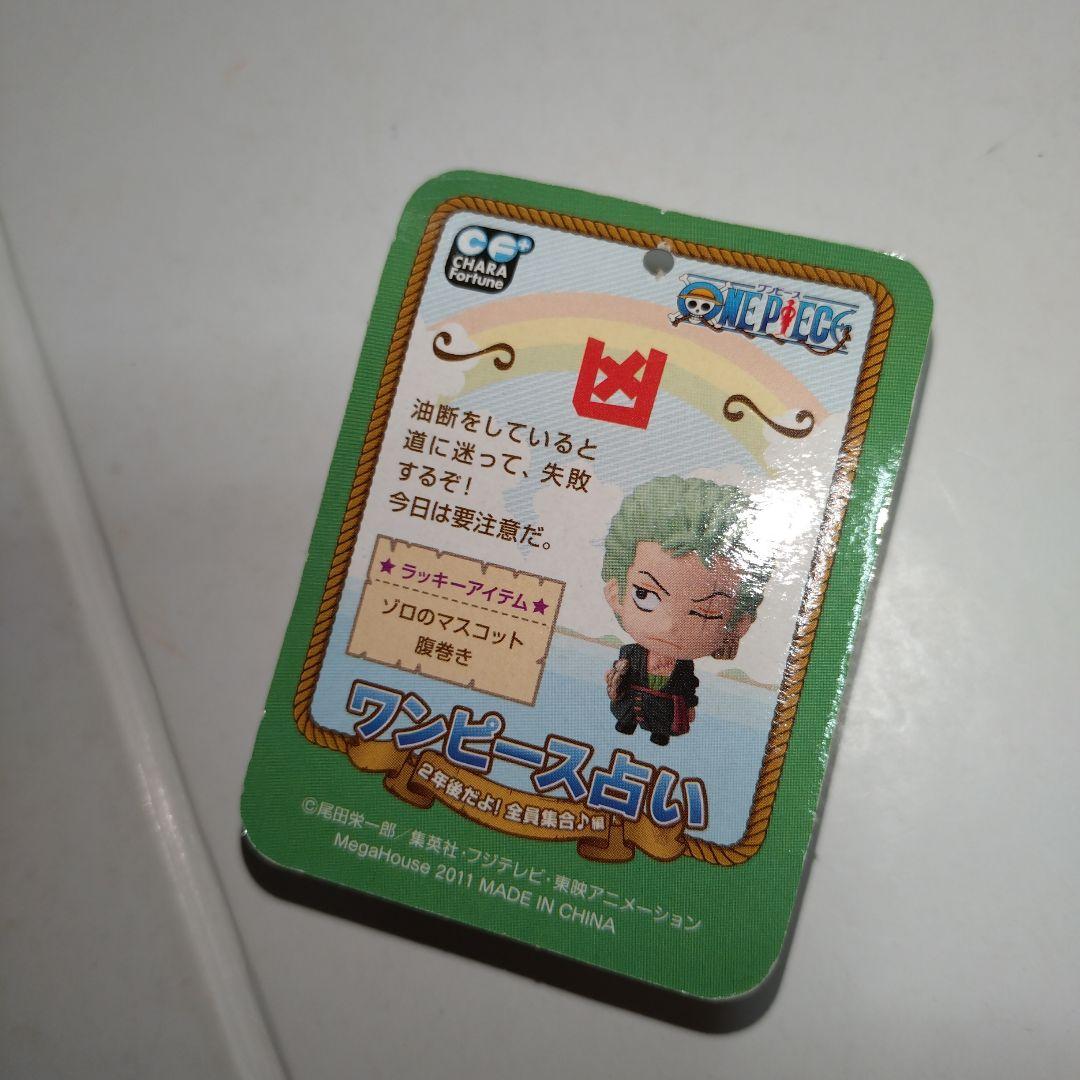 CF+
CHARA
Fortune
ワンピース
ONE PIECE
凶
油断をしていると
道に迷って、失敗
するぞ!
今日は要注意だ。
★ラッキーアイテム★
ゾロのマスコット
腹巻き
ワンピース占い
2年後だよ!全員集合♪編
©尾田栄一郎/集英社・フジテレビ・東映アニメーション
MegaHouse 2011 MADE IN CHINA